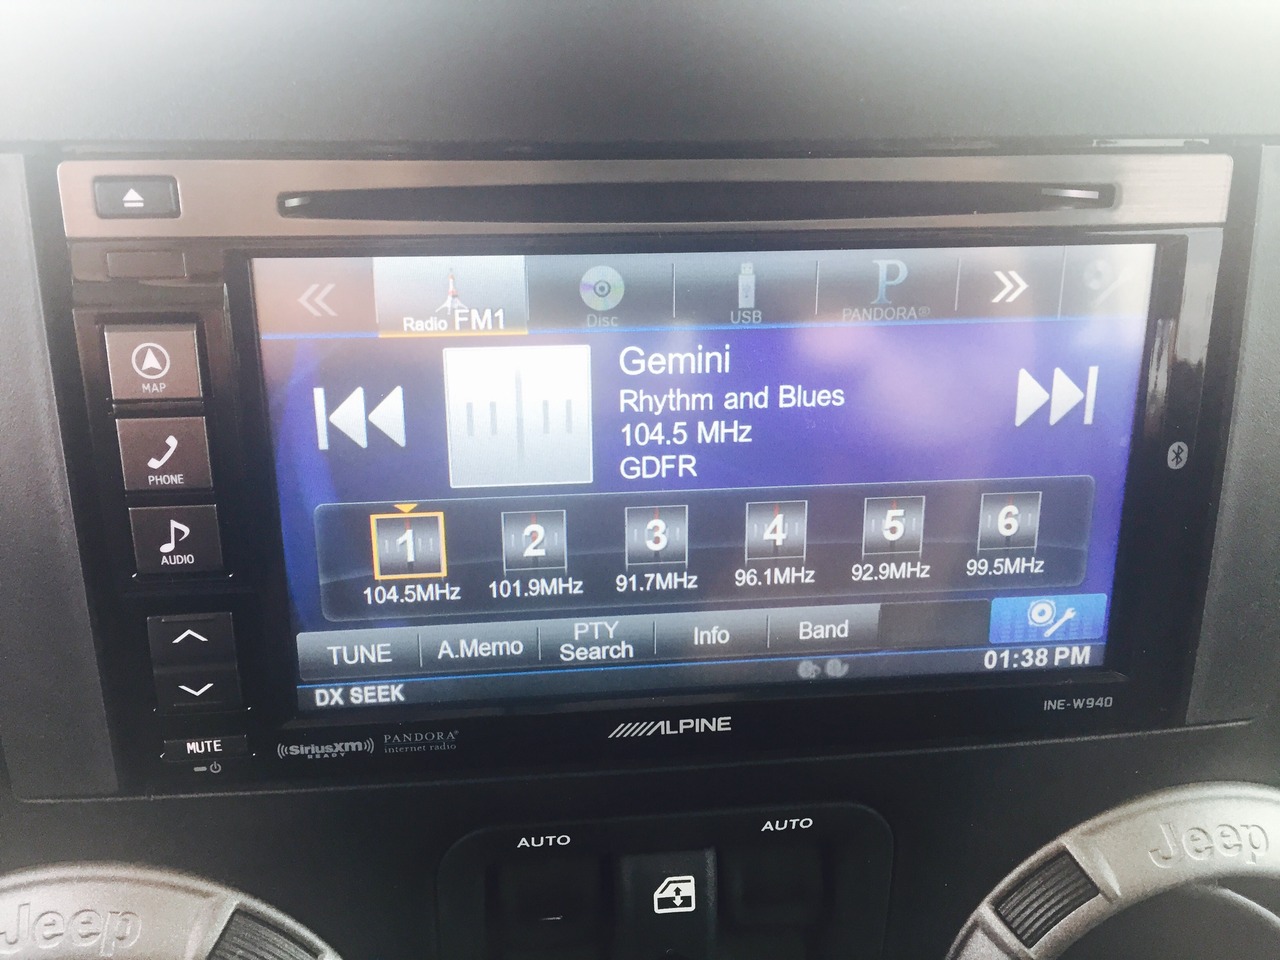 Radio FM1
Disc
USB
P
PANDORA®
MAP
Gemini
Rhythm and Blues
104.5 MHz
GDFR
PHONE
AUDIO
1
2
3
4
5
6
104.5MHz
101.9MHz
91.7MHz
96.1MHz
92.9MHz
99.5MHz
TUNE
A.Memo
PTY
Search
Info
Band
DX SEEK
01:38 PM
MUTE
((SiriusXM))
READY
PANDORA®
internet radio
ALPINE
INE-W940
AUTO
AUTO
Jeep
Jeep